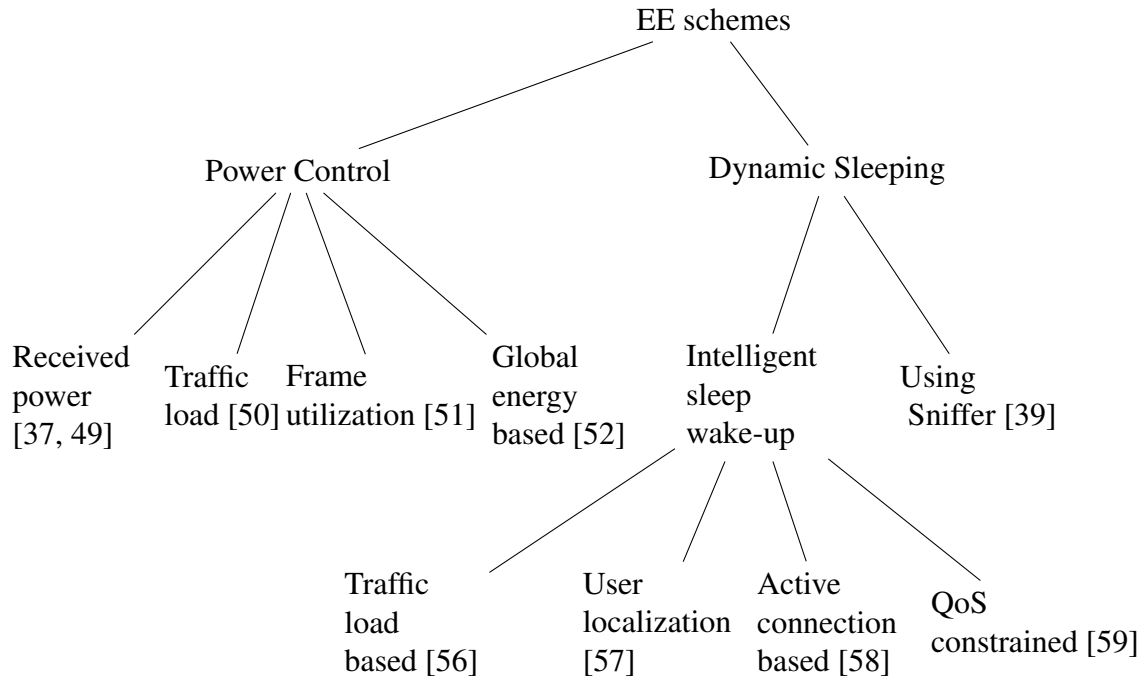 EE schemes
Power Control
Dynamic Sleeping
Received
power
[37, 49]
Traffic
load [50]
Frame
utilization [51]
Global
energy
based [52]
Intelligent
sleep
wake-up
Using
Sniffer [39]
Traffic
load
based [56]
User
localization
[57]
Active
connection
based [58]
QoS
constrained [59]